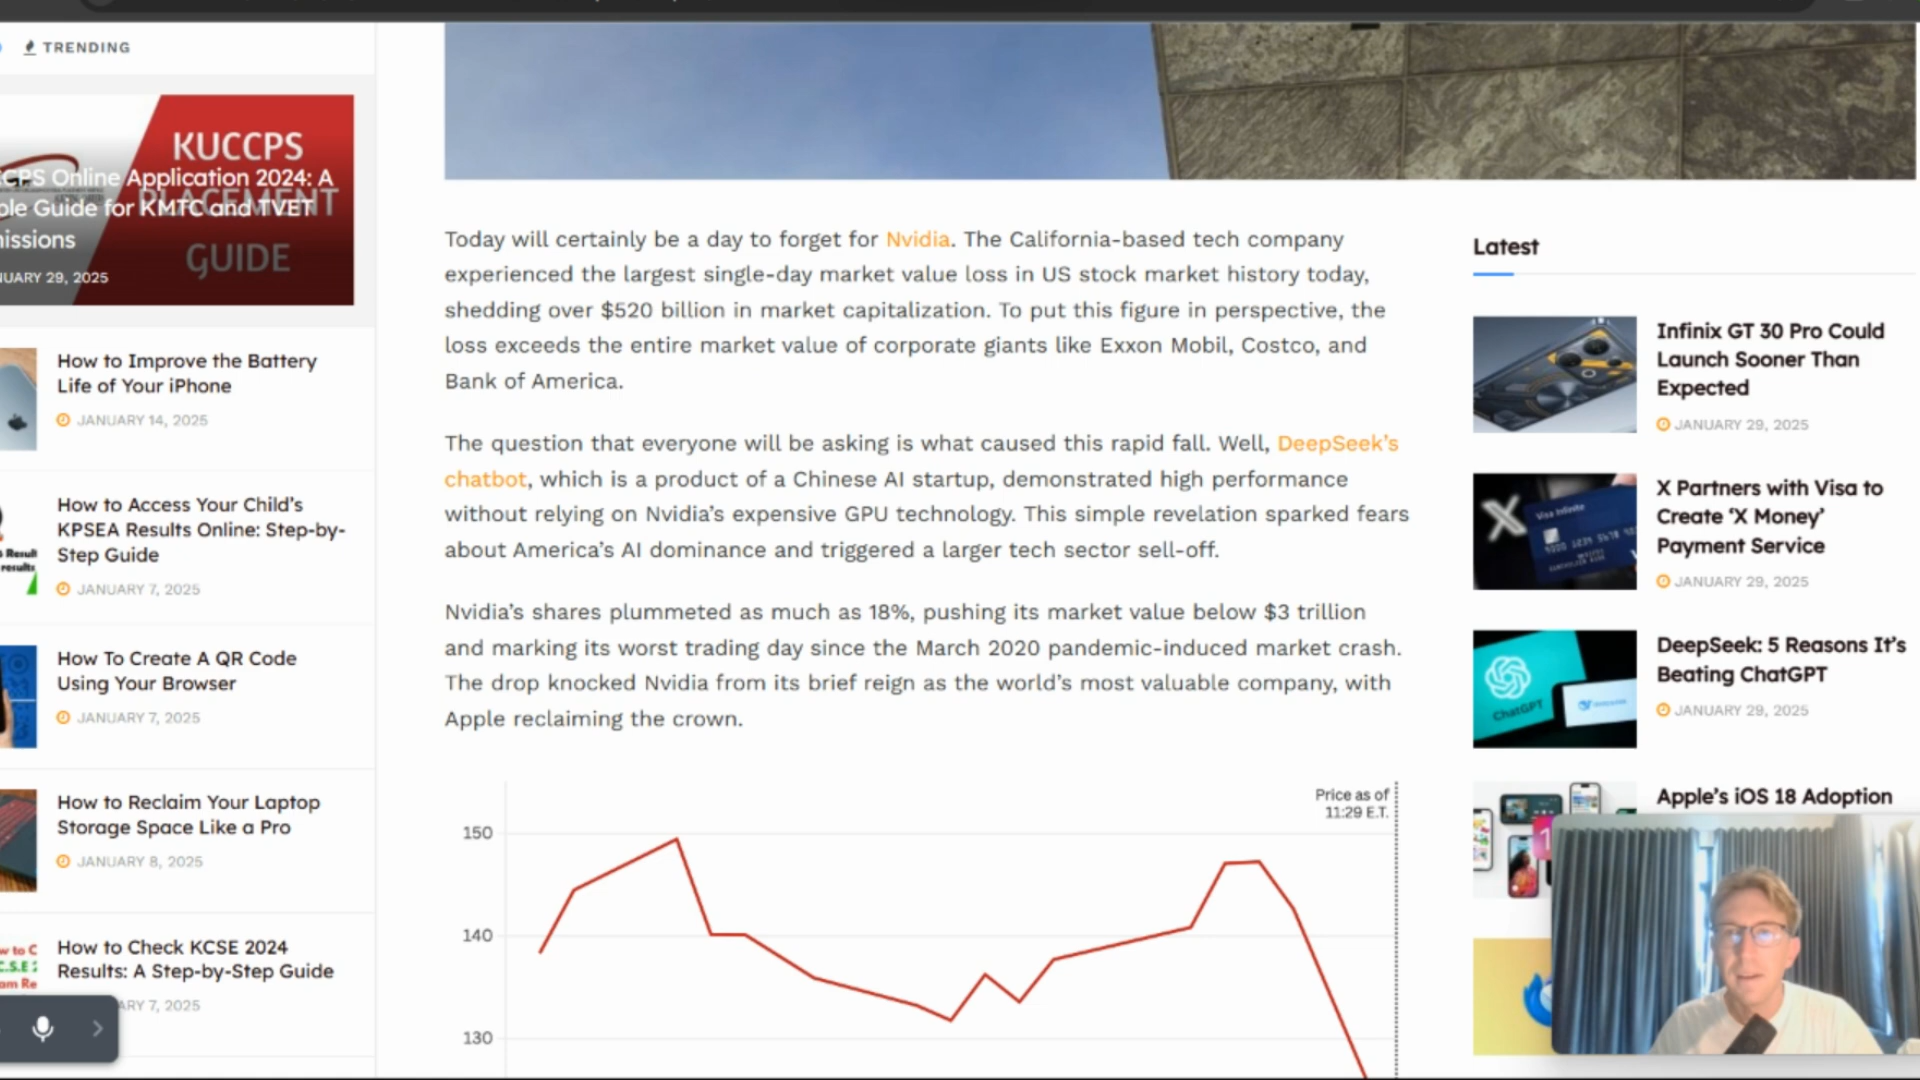 TRENDING
KUCCPS
PLACEMENT
GUIDE
Online Application 2024: A
Guide for KMTC and TVET
29, 2025
How to Improve the Battery
Life of Your iPhone
JANUARY 14, 2025
How to Access Your Child's
KPSEA Results Online: Step-by-
Step Guide
JANUARY 7, 2025
How To Create A QR Code
Using Your Browser
JANUARY 7, 2025
How to Reclaim Your Laptop
Storage Space Like a Pro
JANUARY 8, 2025
How to Check KCSE 2024
Results: A Step-by-Step Guide
7, 2025
Today will certainly be a day to forget for Nvidia. The California-based tech company
experienced the largest single-day market value loss in US stock market history today,
shedding over $520 billion in market capitalization. To put this figure in perspective, the
loss exceeds the entire market value of corporate giants like Exxon Mobil, Costco, and
Bank of America.
The question that everyone will be asking is what caused this rapid fall. Well, DeepSeek's
chatbot, which is a product of a Chinese AI startup, demonstrated high performance
without relying on Nvidia's expensive GPU technology. This simple revelation sparked fears
about America's AI dominance and triggered a larger tech sector sell-off.
Nvidia's shares plummeted as much as 18%, pushing its market value below $3 trillion
and marking its worst trading day since the March 2020 pandemic-induced market crash.
The drop knocked Nvidia from its brief reign as the world's most valuable company, with
Apple reclaiming the crown.
Price as of
11:29 E.T.
150
140
130
Latest
Infinix GT 30 Pro Could
Launch Sooner Than
Expected
JANUARY 29, 2025
X Partners with Visa to
Create ‘X Money’
Payment Service
JANUARY 29, 2025
Visa Infinite
DeepSeek: 5 Reasons It's
Beating ChatGPT
JANUARY 29, 2025
ChatGPT
Apple's iOS 18 Adoption